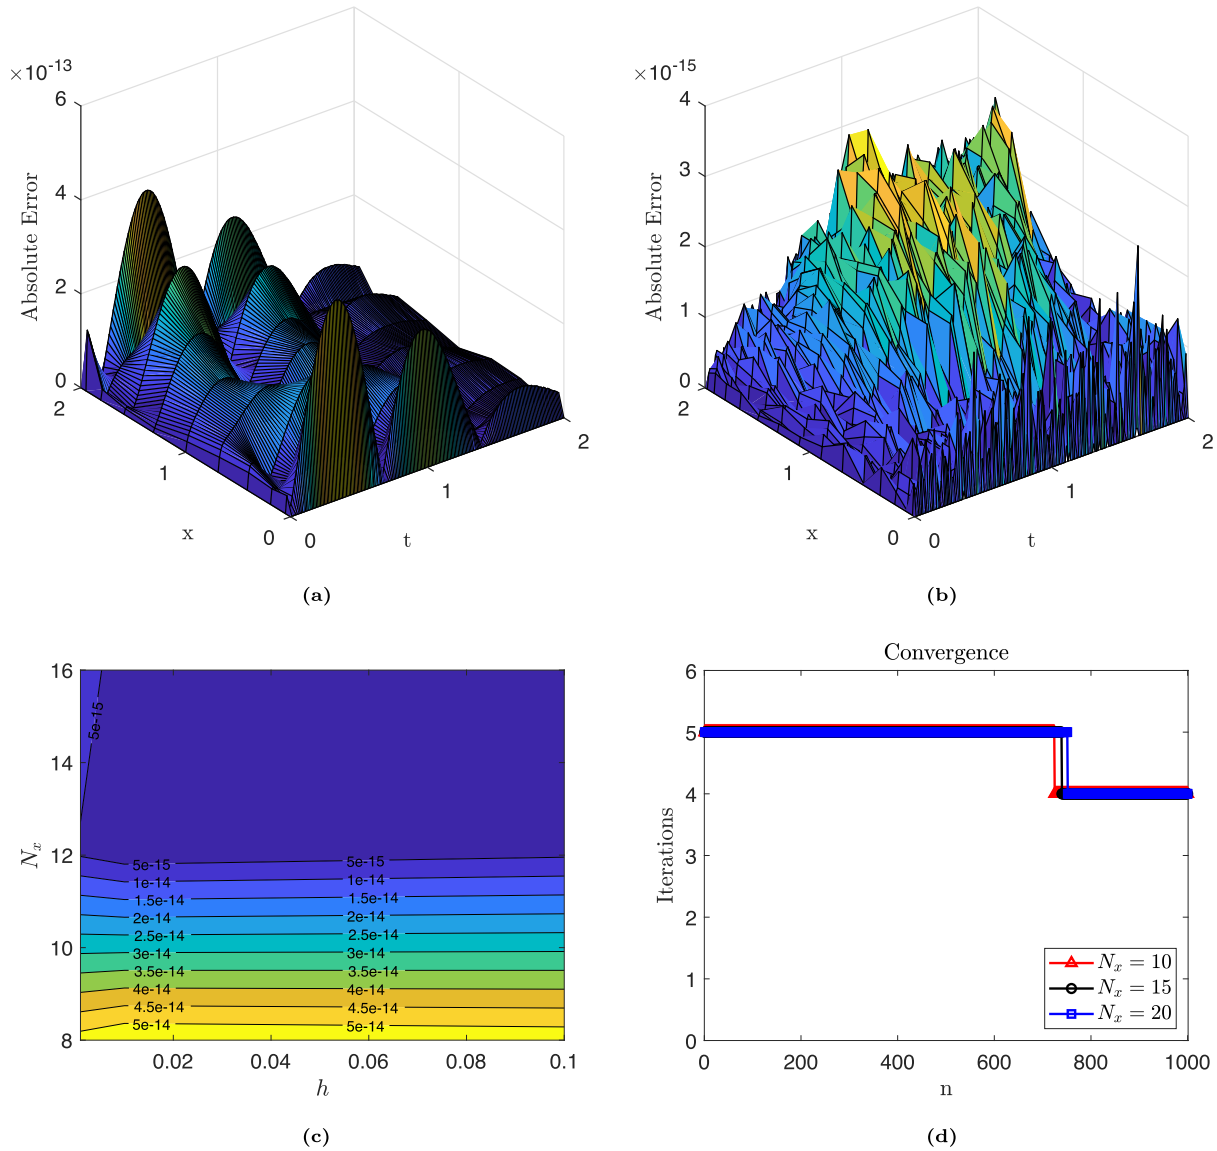 ×10-13
6
4
2
0
Absolute Error
2
1
0
x
0
1
2
t
(a)
×10-15
4
3
2
1
0
Absolute Error
2
1
0
x
0
1
2
t
(b)
16
14
12
10
8
Nx
5e-15
5e-15 5e-15
1e-14 1e-14
1.5e-14 1.5e-14
2e-14 2e-14
2.5e-14 2.5e-14
3e-14 3e-14
3.5e-14 3.5e-14
4e-14 4e-14
4.5e-14 4.5e-14
5e-14 5e-14
0.02 0.04 0.06 0.08 0.1
h
(c)
Convergence
6
5
4
3
2
1
0
Iterations
Nx = 10
Nx = 15
Nx = 20
0 200 400 600 800 1000
n
(d)